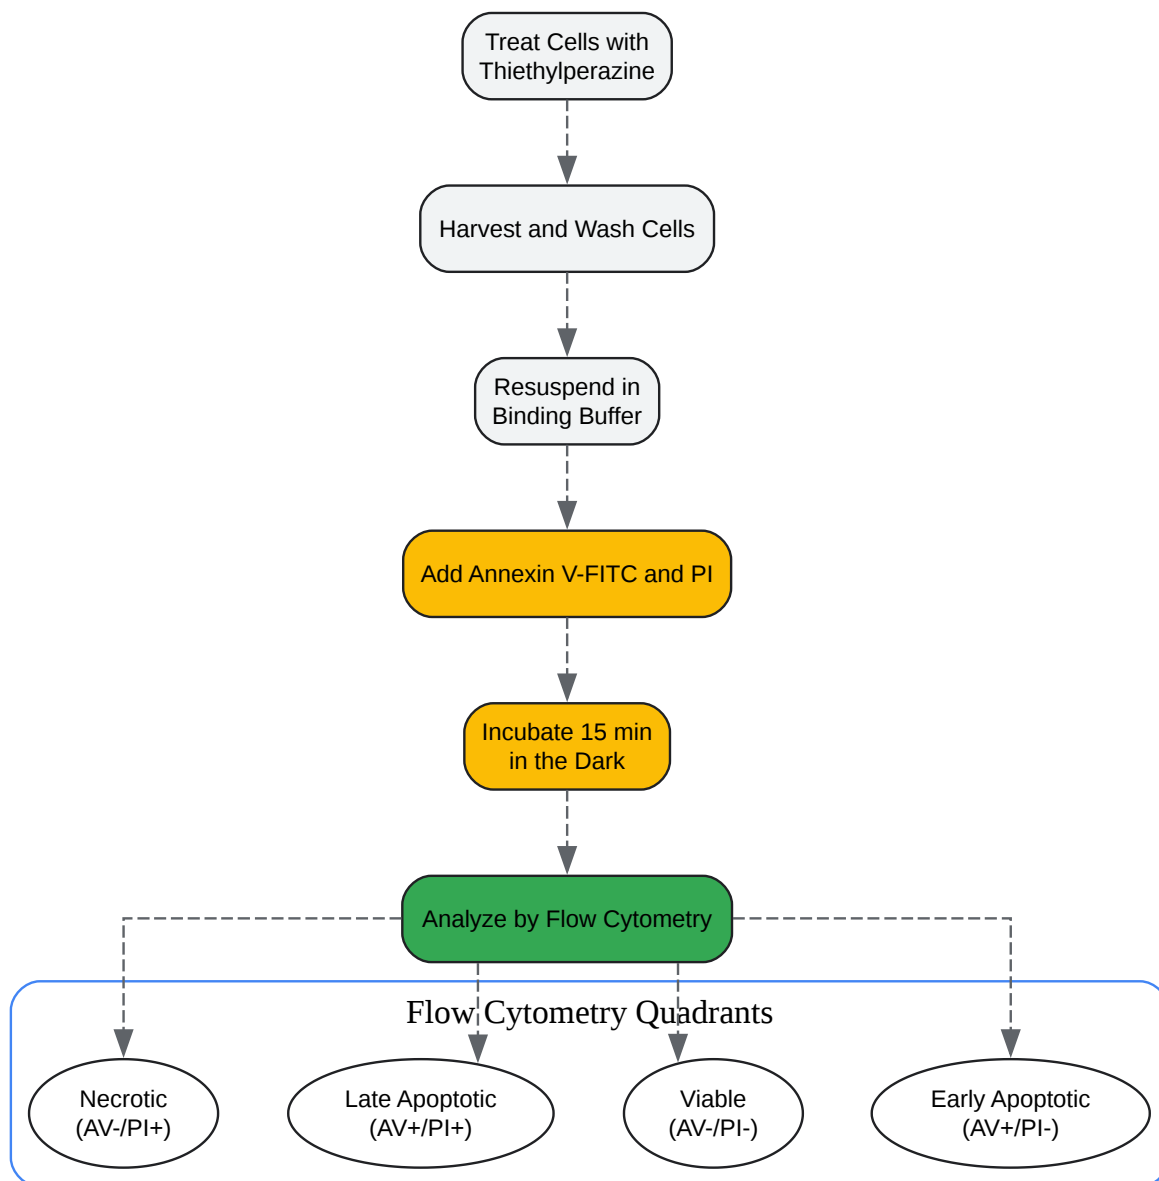 Treat Cells with
Thiethylperazine
Harvest and Wash Cells
Resuspend in
Binding Buffer
Add Annexin V-FITC and PI
Incubate 15 min
in the Dark
Analyze by Flow Cytometry
Flow Cytometry Quadrants
Necrotic
(AV-/PI+)
Late Apoptotic
(AV+/PI+)
Viable
(AV-/PI-)
Early Apoptotic
(AV+/PI-)